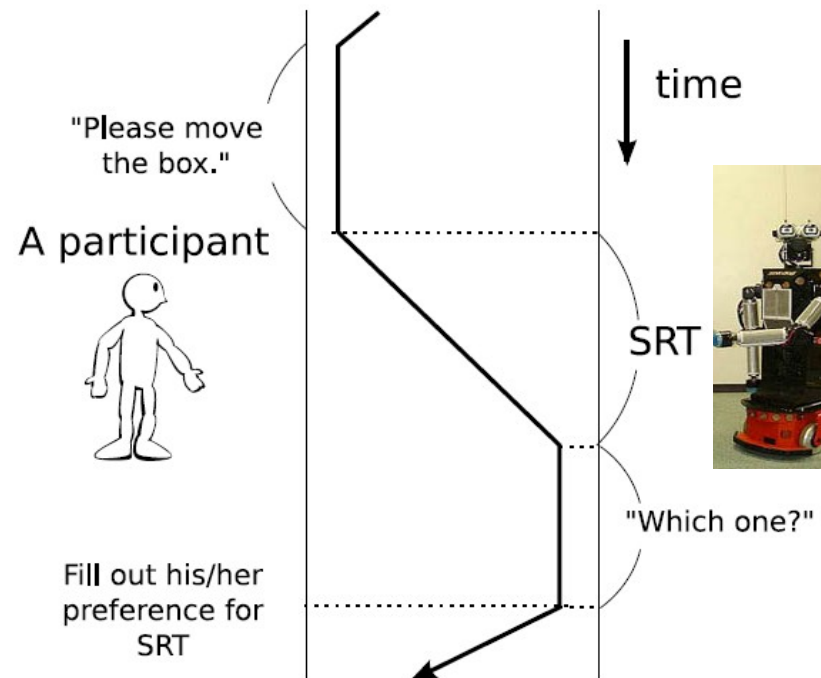 time
"Please move
the box."
A participant
SRT
"Which one?"
Fill out his/her
preference for
SRT